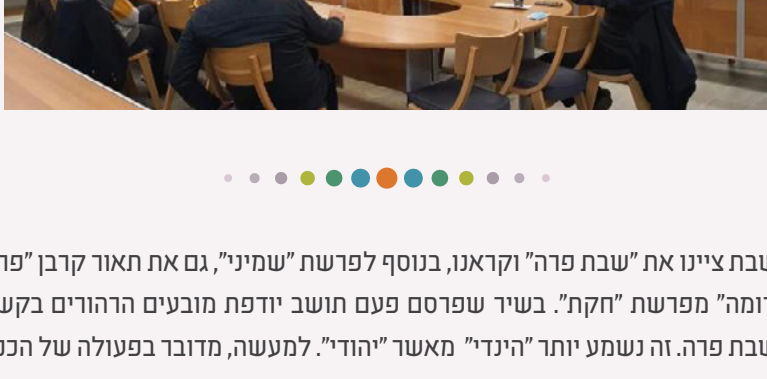 שבת ציינו את "שבת פרה" וקראנו, בנוסף לפרשת "שמיני", גם את תאור קרבן "פר
ומה" מפרשת "חקת". בשיר שפרסם פעם תושב יודפת מובעים הרהורים בקש
שבת פרה. זה נשמע יותר "הינדי" מאשר "יהודי". למעשה, מדובר בפעולה של הכ